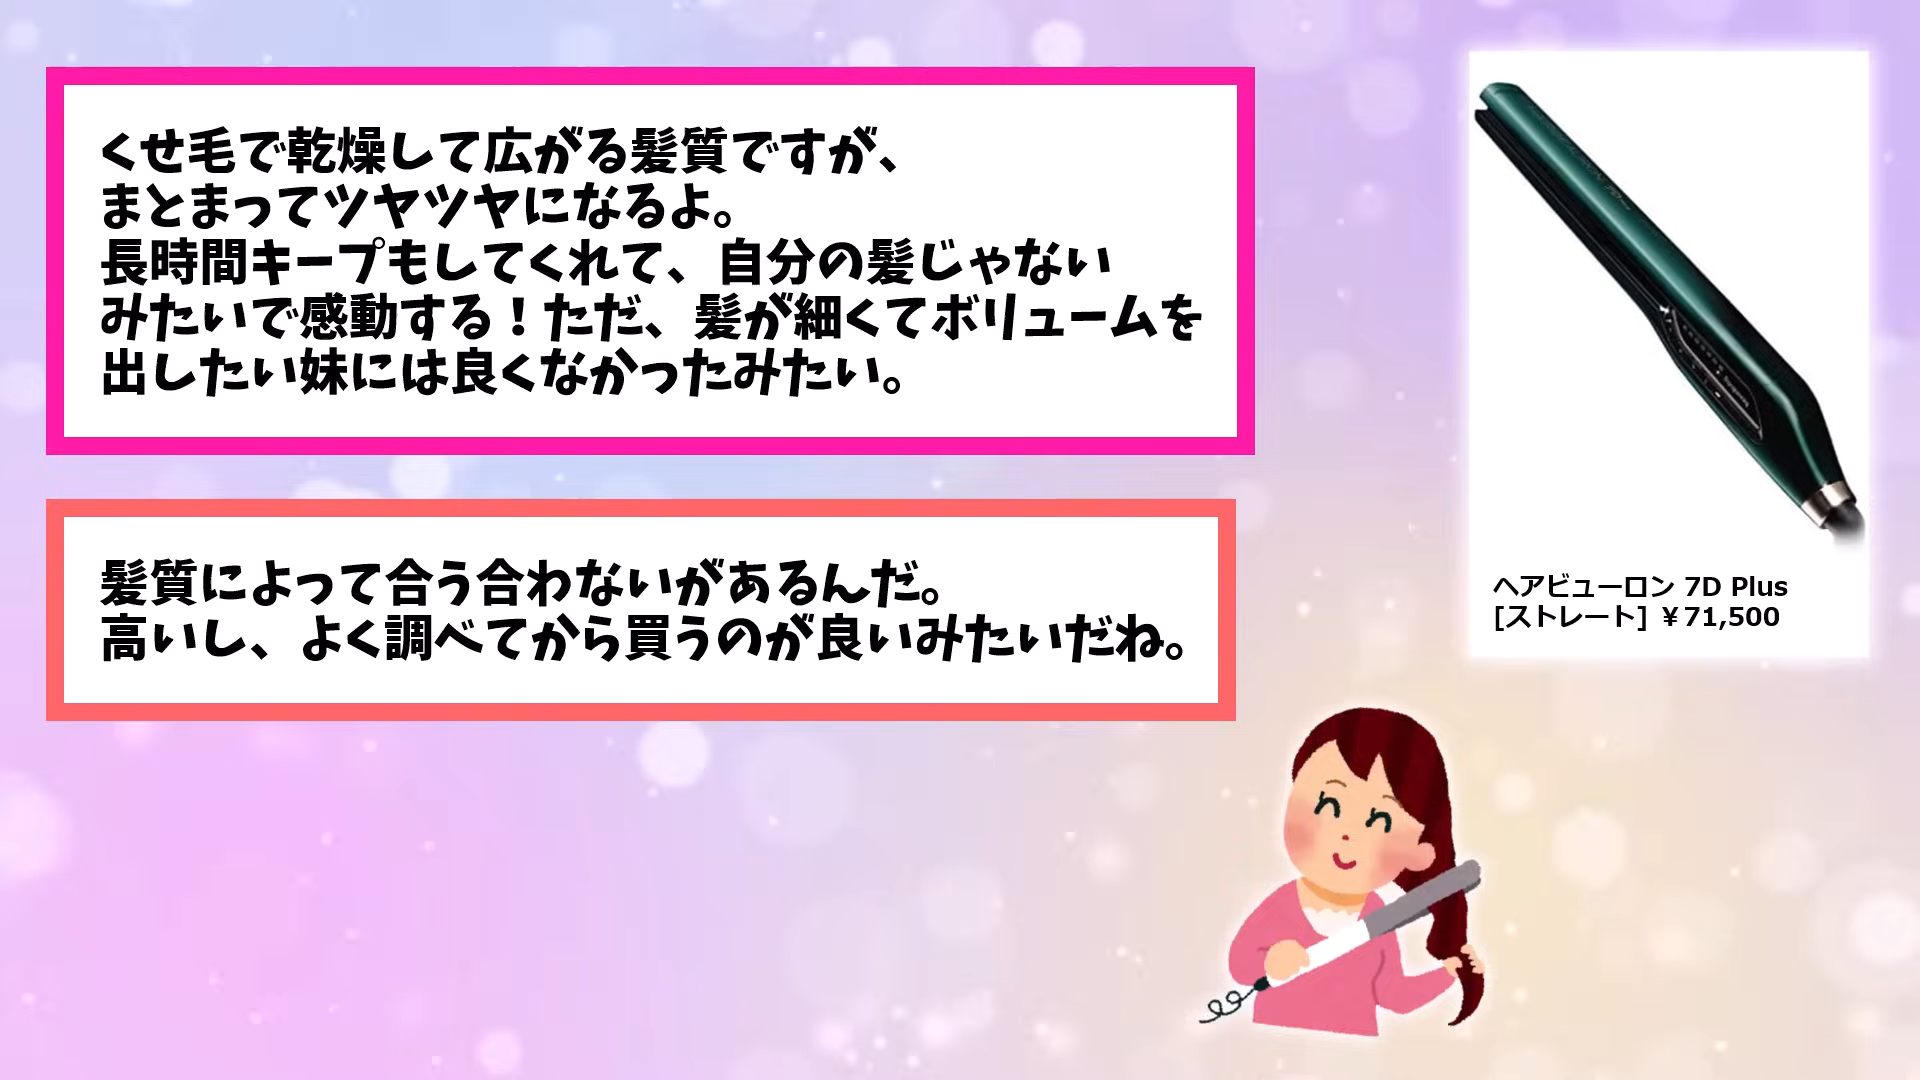 くせ毛で乾燥して広がる髪質ですが、
まとまってツヤツヤになるよ。
長時間キープもしてくれて、自分の髪じゃない
みたいで感動する！ただ、髪が細くてボリュームを
出したい妹には良くなかったみたい。
髪質によって合う合わないがあるんだ。
高いし、よく調べてから買うのが良いみたいだね。
ヘアビューロン 7D Plus
[ストレート] ￥71,500